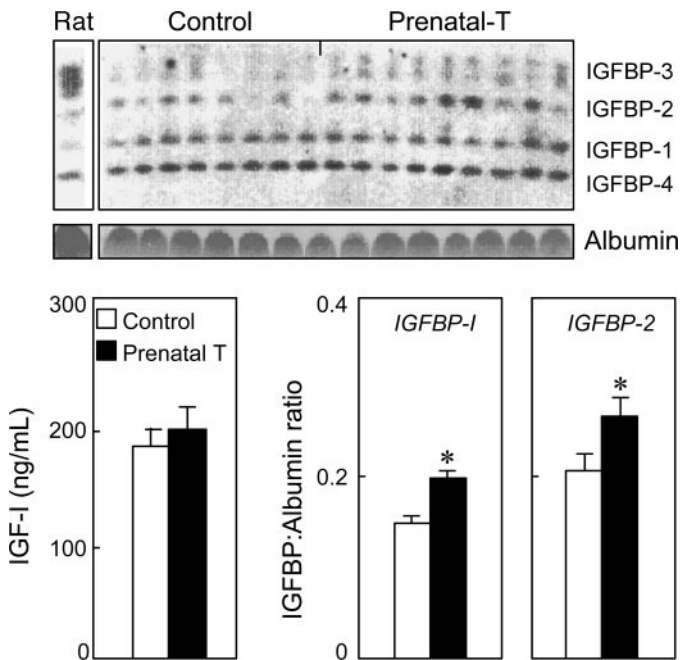 Rat Control Prenatal-T
IGFBP-3
IGFBP-2
IGFBP-1
IGFBP-4
Albumin
300
200
100
0
IGF-I (ng/mL)
Control
Prenatal T
0.4
0.2
0
IGFBP:Albumin ratio
IGFBP-I
*
IGFBP-2
*